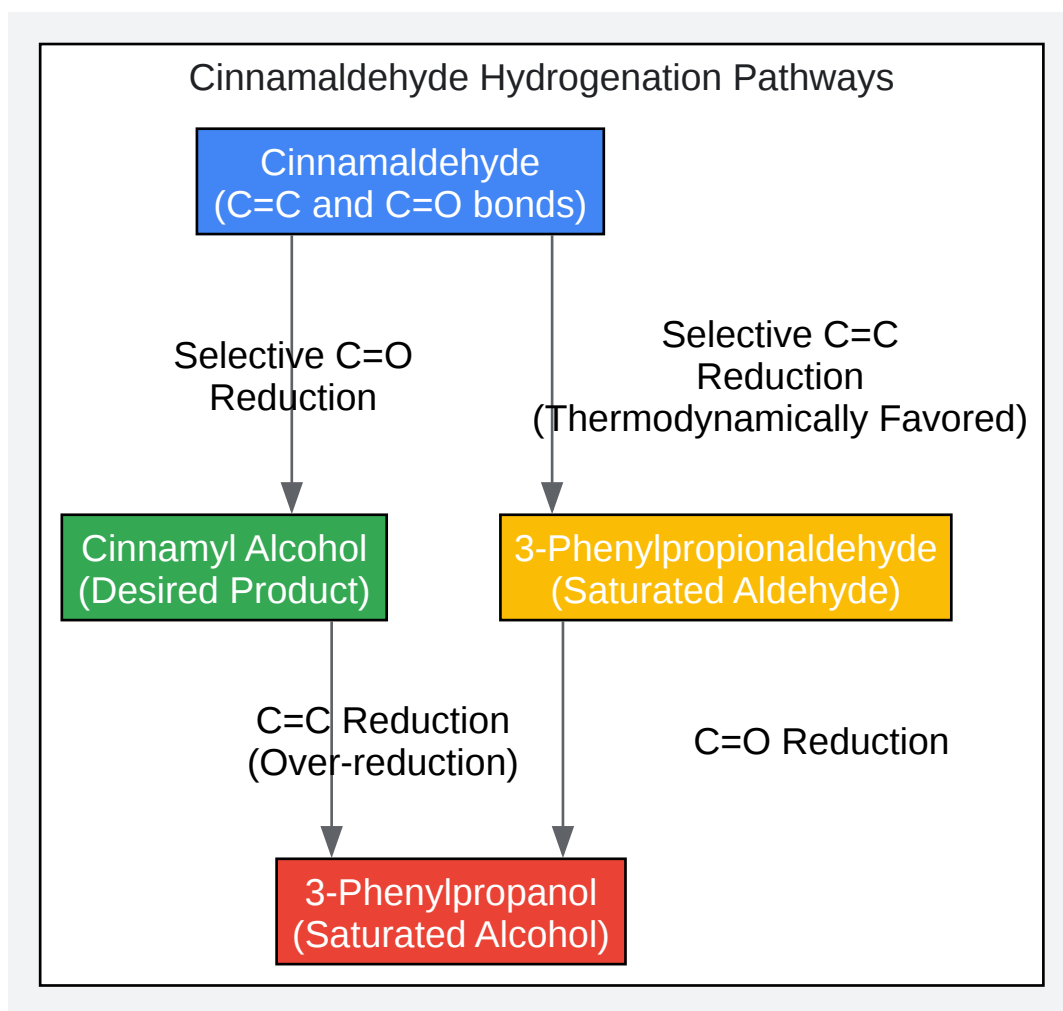 Cinnamaldehyde Hydrogenation Pathways
Cinnamaldehyde
(C=C and C=O bonds)
Selective C=O
Reduction
Selective C=C
Reduction
(Thermodynamically Favored)
Cinnamyl Alcohol
(Desired Product)
3-Phenylpropionaldehyde
(Saturated Aldehyde)
C=C Reduction
(Over-reduction)
C=O Reduction
3-Phenylpropanol
(Saturated Alcohol)